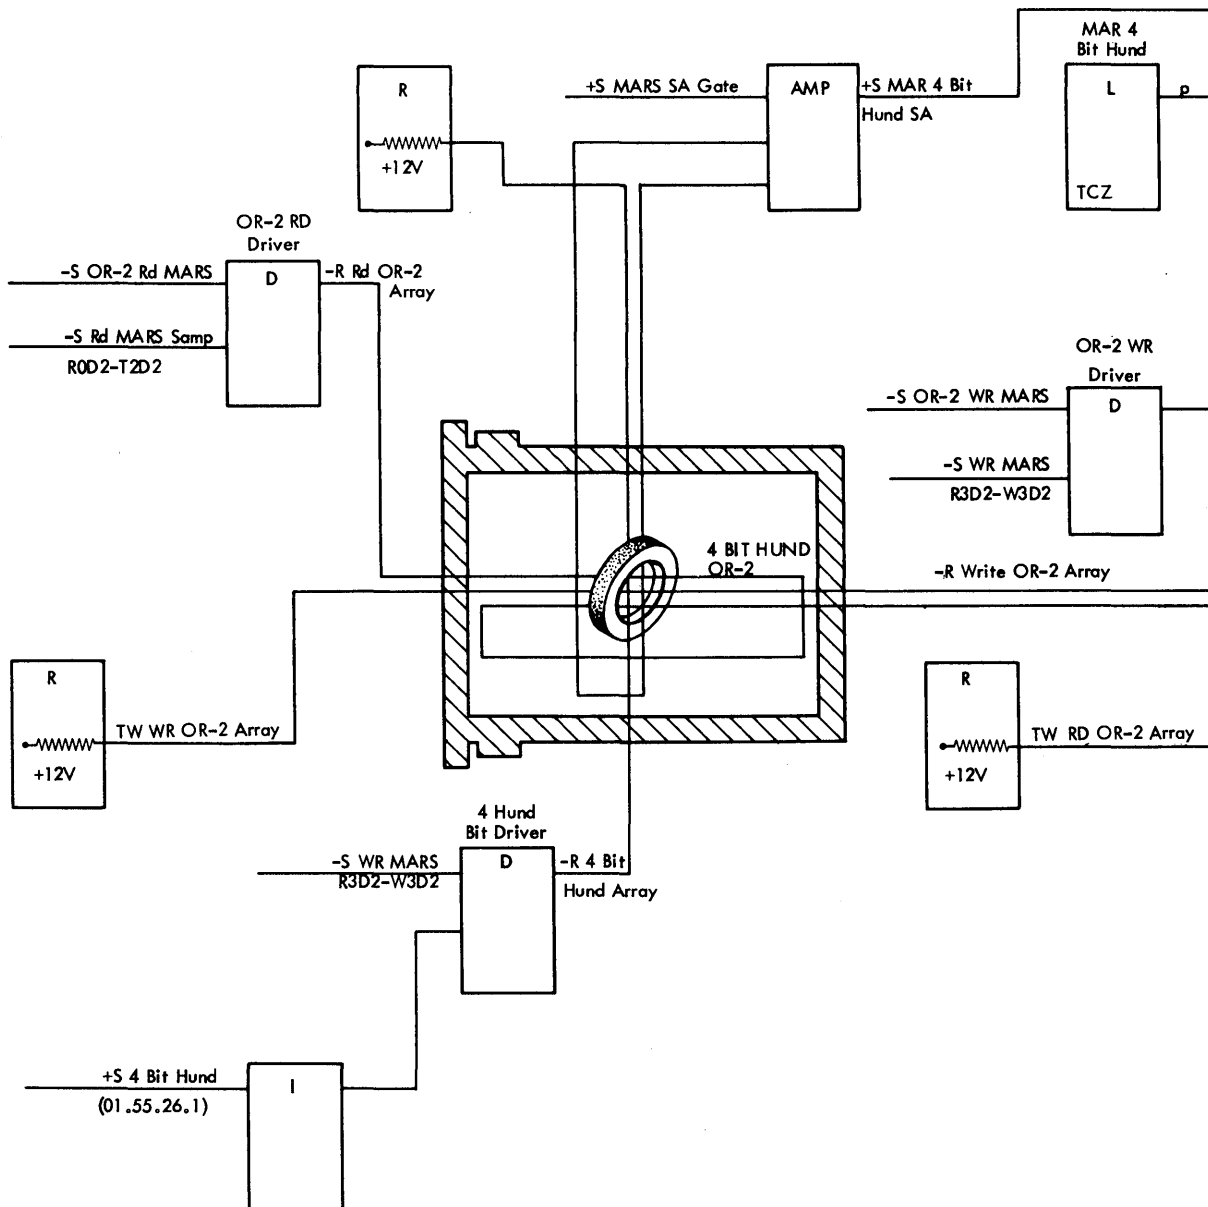 MAR 4
Bit Hund
L
p
TCZ
R
+12V
+S MARS SA Gate
AMP
+S MAR 4 Bit
Hund SA
OR-2 RD
Driver
-S OR-2 Rd MARS
D
-R Rd OR-2
Array
-S Rd MARS Samp
R0D2-T2D2
OR-2 WR
Driver
-S OR-2 WR MARS
D
-S WR MARS
R3D2-W3D2
4 BIT HUND
OR-2
-R Write OR-2 Array
R
TW WR OR-2 Array
+12V
R
TW RD OR-2 Array
+12V
4 Hund
Bit Driver
-S WR MARS
D
-R 4 Bit
R3D2-W3D2
Hund Array
+S 4 Bit Hund
I
(01.55.26.1)